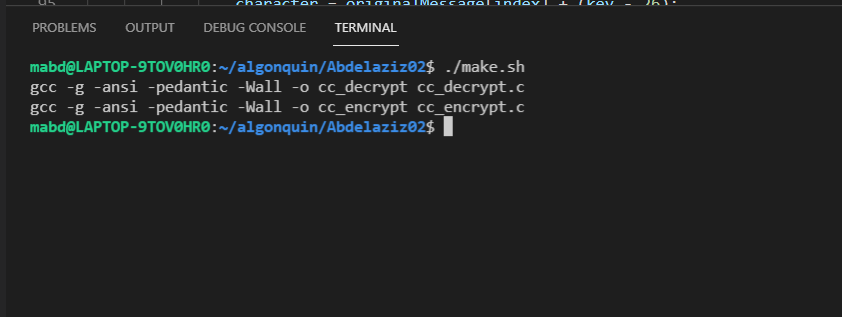 95 character = originalMessage[index] + (key - 26);
PROBLEMS OUTPUT DEBUG CONSOLE TERMINAL
mabd@LAPTOP-9TOV0HR0:~/algonquin/Abdelaziz02$ ./make.sh
gcc -g -ansi -pedantic -Wall -o cc_decrypt cc_decrypt.c
gcc -g -ansi -pedantic -Wall -o cc_encrypt cc_encrypt.c
mabd@LAPTOP-9TOV0HR0:~/algonquin/Abdelaziz02$